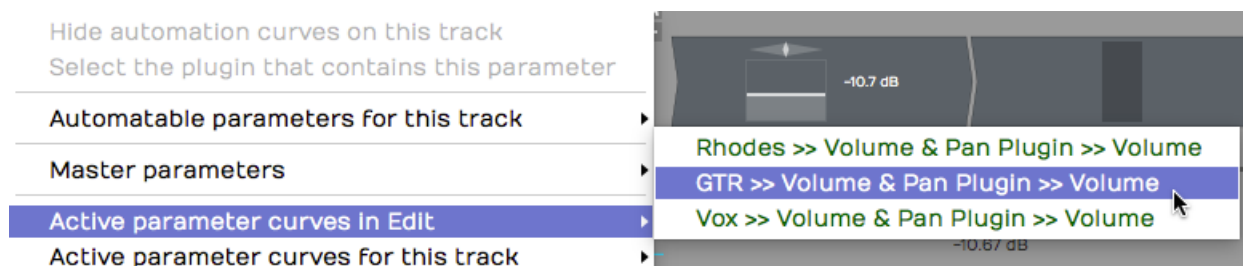 Hide automation curves on this track
Select the plugin that contains this parameter
Automatable parameters for this track
Master parameters
Active parameter curves in Edit
Active parameter curves for this track
-10.7 dB
Rhodes >> Volume & Pan Plugin >> Volume
GTR >> Volume & Pan Plugin >> Volume
Vox >> Volume & Pan Plugin >> Volume
-10.67 dB